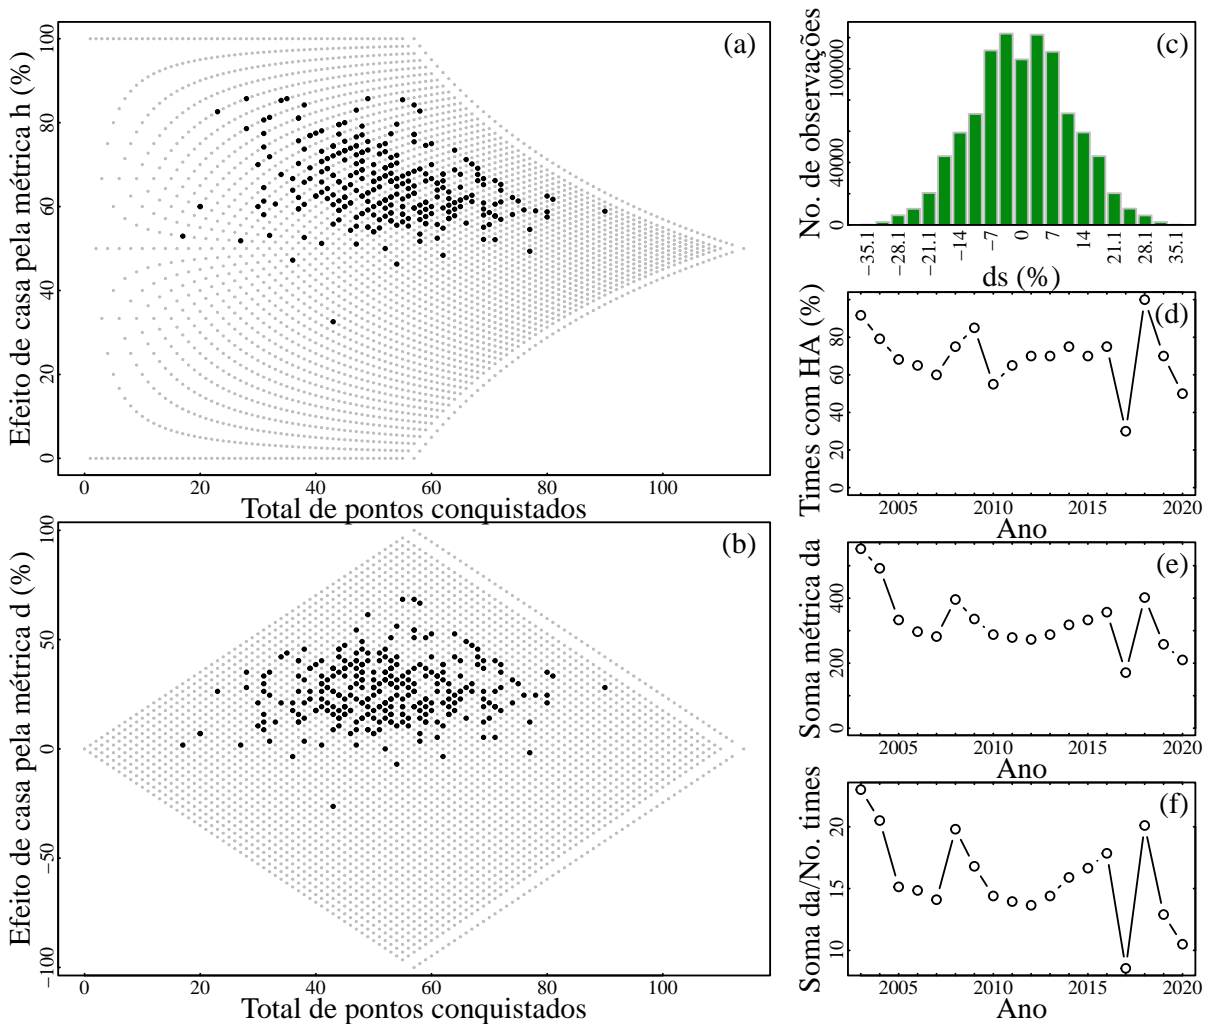 Efeito de casa pela métrica h (%)
100
80
60
40
20
0
(a)
0 20 40 60 80 100
Total de pontos conquistados
Efeito de casa pela métrica d (%)
100
50
0
−50
−100
(b)
0 20 40 60 80 100
Total de pontos conquistados
No. de observações
100000
40000
0
(c)
−35.1 −28.1 −21.1 −14 −7 0 7 14 21.1 28.1 35.1
ds (%)
Times com HA (%)
80
60
40
20
0
(d)
2005 2010 2015 2020
Ano
Soma métrica da
400
200
0
(e)
2005 2010 2015 2020
Ano
Soma da/No. times
20
15
10
(f)
2005 2010 2015 2020
Ano